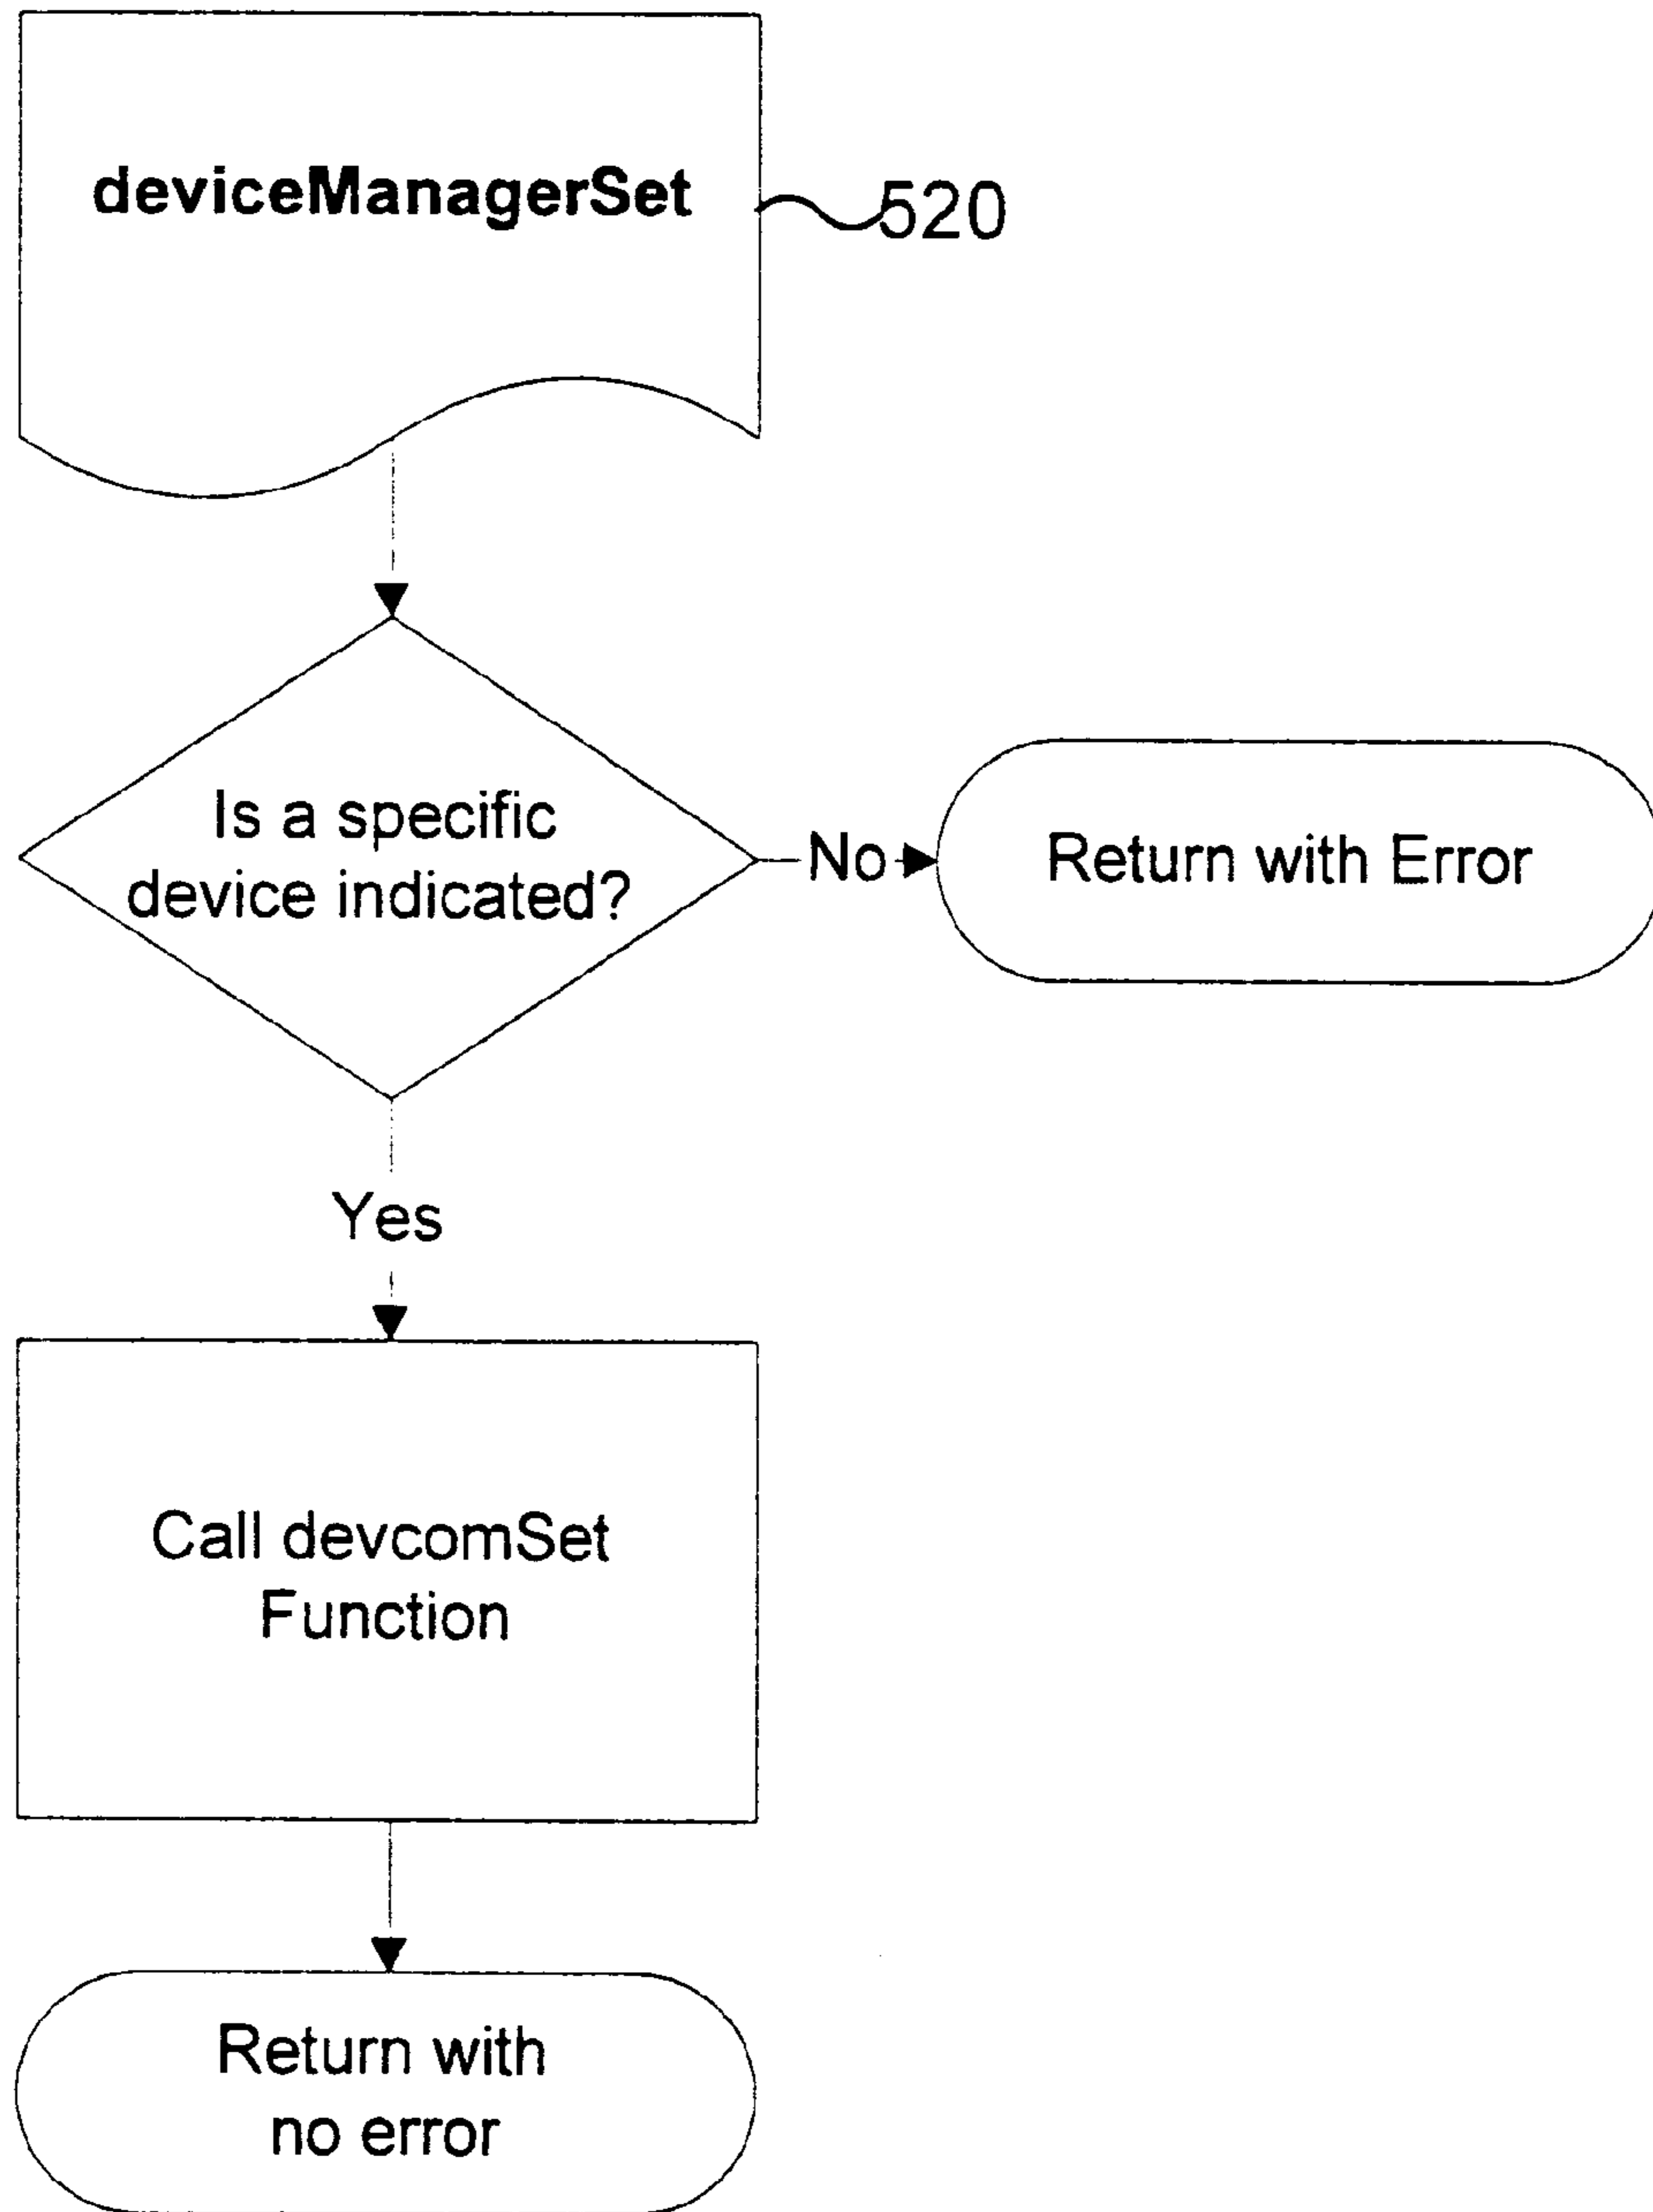 deviceManagerSet
520
Is a specific
device indicated?
No
Return with Error
Yes
Call devcomSet
Function
Return with
no error